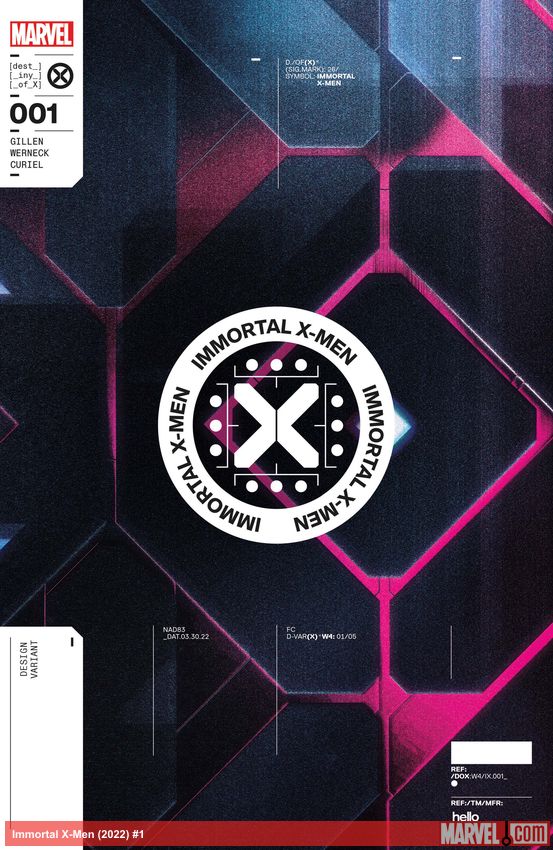 MARVEL
[dest_]
[_iny_]
[_of_X]
X
001
GILLEN
WERNECK
CURIEL
D./OF(X)+
(SIG.MARK): 26/
SYMBOL: IMMORTAL
X-MEN
IMMORTAL X-MEN
IMMORTAL X-MEN
IMMORTAL X-MEN
X
NAD83
_DAT.03.30.22
FC
D-VAR(X)+W4: 01/05
DESIGN
VARIANT
REF:
/DOX:W4/IX.001_
REF:/TM/MFR:
hello
Immortal X-Men (2022) #1
MARVEL.com